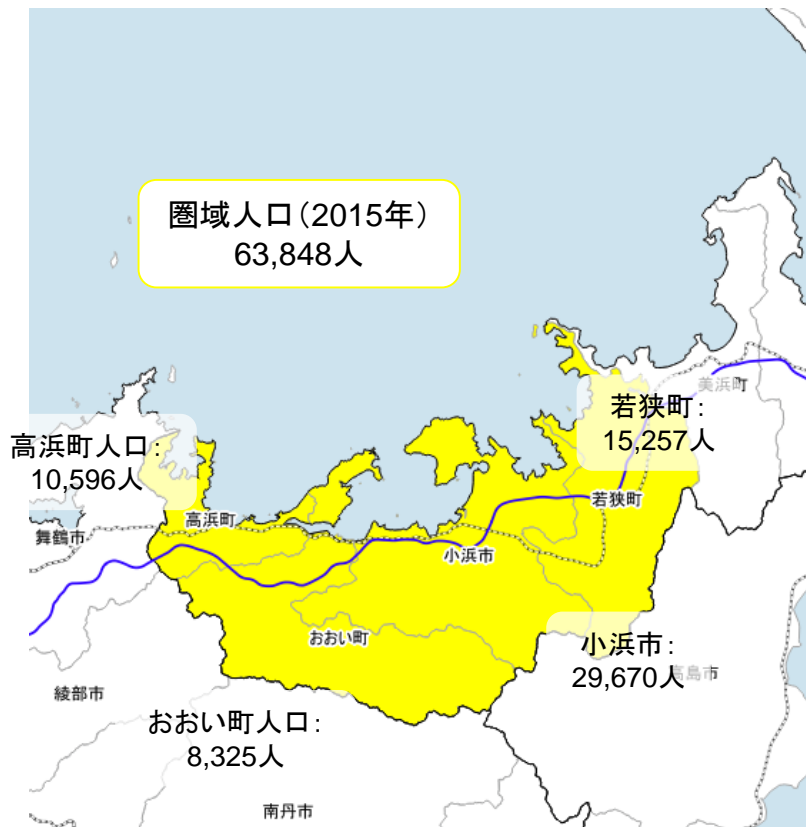 圏域人口（2015年）
63,848人
美浜町
若狭町：
15,257人
高浜町人口：
10,596人
若狭町
高浜町
舞鶴市
小浜市
おおい町
小浜市：
29,670人
高島市
綾部市
おおい町人口：
8,325人
南丹市